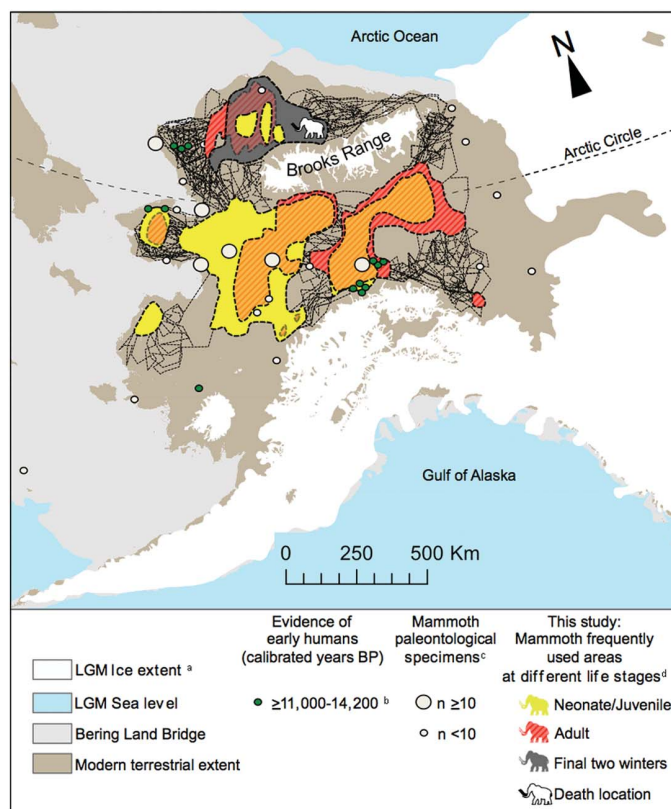 Arctic Ocean
N
Brooks Range
Arctic Circle
Gulf of Alaska
0 250 500 Km
LGM Ice extent a
LGM Sea level
Bering Land Bridge
Modern terrestrial extent
Evidence of
early humans
(calibrated years BP)
≥11,000-14,200 b
Mammoth
paleontological
specimensc
n ≥10
n <10
This study:
Mammoth frequently
used areas
at different life stagesd
Neonate/Juvenile
Adult
Final two winters
Death location